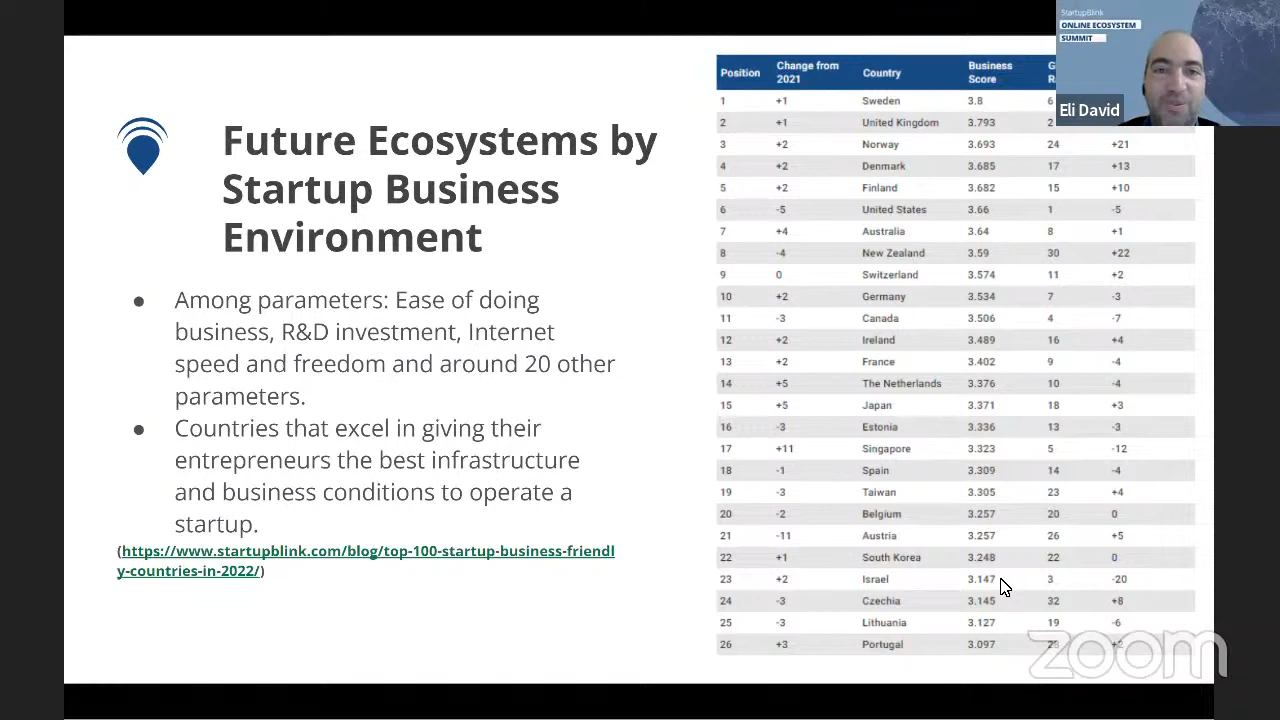 StartupBlink
ONLINE ECOSYSTEM
SUMMIT
Eli David
Future Ecosystems by
Startup Business
Environment
● Among parameters: Ease of doing
business, R&D investment, Internet
speed and freedom and around 20 other
parameters.
● Countries that excel in giving their
entrepreneurs the best infrastructure
and business conditions to operate a
startup.
(https://www.startupblink.com/blog/top-100-startup-business-friendl
y-countries-in-2022/)
Position Change from 2021 Country Business Score
1 +1 Sweden 3.8 6
2 +1 United Kingdom 3.793 2
3 +2 Norway 3.693 24 +21
4 +2 Denmark 3.685 17 +13
5 +2 Finland 3.682 15 +10
6 -5 United States 3.66 1 -5
7 +4 Australia 3.64 8 +1
8 -4 New Zealand 3.59 30 +22
9 0 Switzerland 3.574 11 +2
10 +2 Germany 3.534 7 -3
11 -3 Canada 3.506 4 -7
12 +2 Ireland 3.489 16 +4
13 +2 France 3.402 9 -4
14 +5 The Netherlands 3.376 10 -4
15 +5 Japan 3.371 18 +3
16 -3 Estonia 3.336 13 -3
17 +11 Singapore 3.323 5 -12
18 -1 Spain 3.309 14 -4
19 -3 Taiwan 3.305 23 +4
20 -2 Belgium 3.257 20 0
21 -11 Austria 3.257 26 +5
22 +1 South Korea 3.248 22 0
23 +2 Israel 3.147 3 -20
24 -3 Czechia 3.145 32 +8
25 -3 Lithuania 3.127 19 -6
26 +3 Portugal 3.097 28 +2
zoom